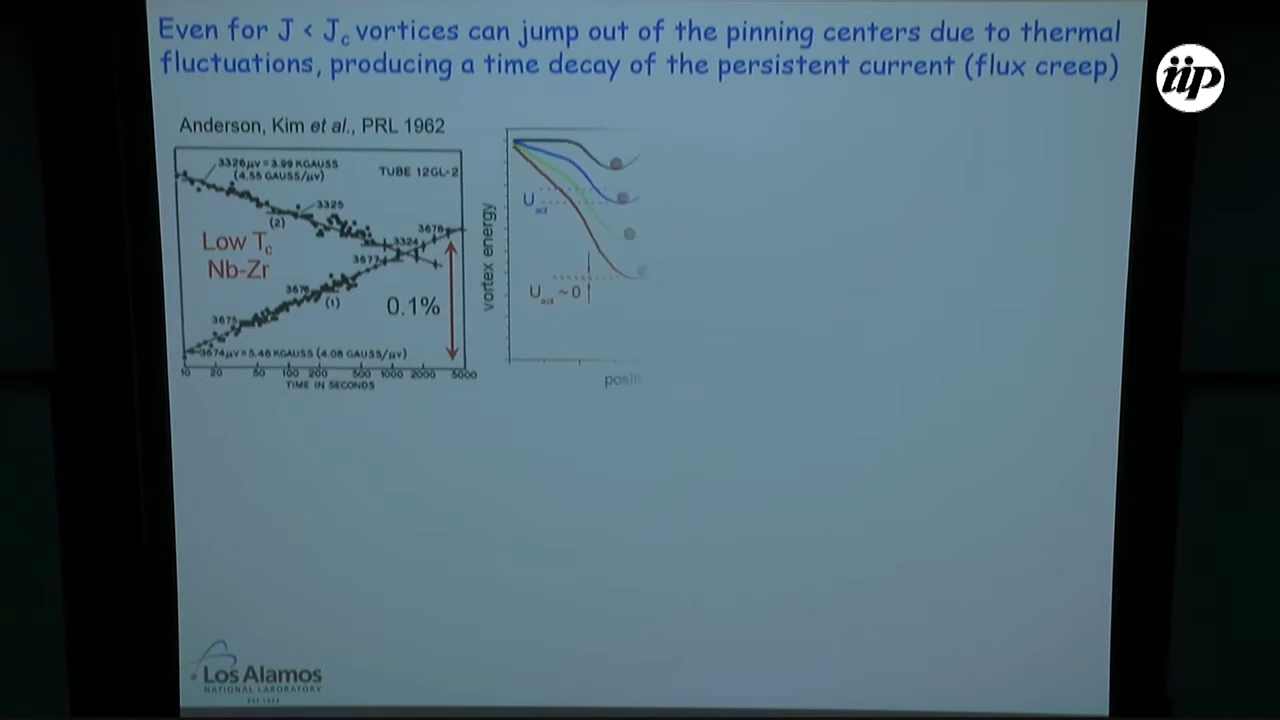 Even for J < Jc vortices can jump out of the pinning centers due to thermal
fluctuations, producing a time decay of the persistent current (flux creep)
iip
Anderson, Kim et al., PRL 1962
3326μv = 3.99 KGAUSS
(4.55 GAUSS/μv)
TUBE 12GL-2
3325
(2)
3676
3324
Low Tc
Nb-Zr
3677
3676
(1)
0.1%
3675
3674μv = 5.46 KGAUSS (4.08 GAUSS/μv)
10 20 50 100 200 500 1000 2000 5000
TIME IN SECONDS
vortex energy
Uact
Uact ~0
positi
Los Alamos
NATIONAL LABORATORY